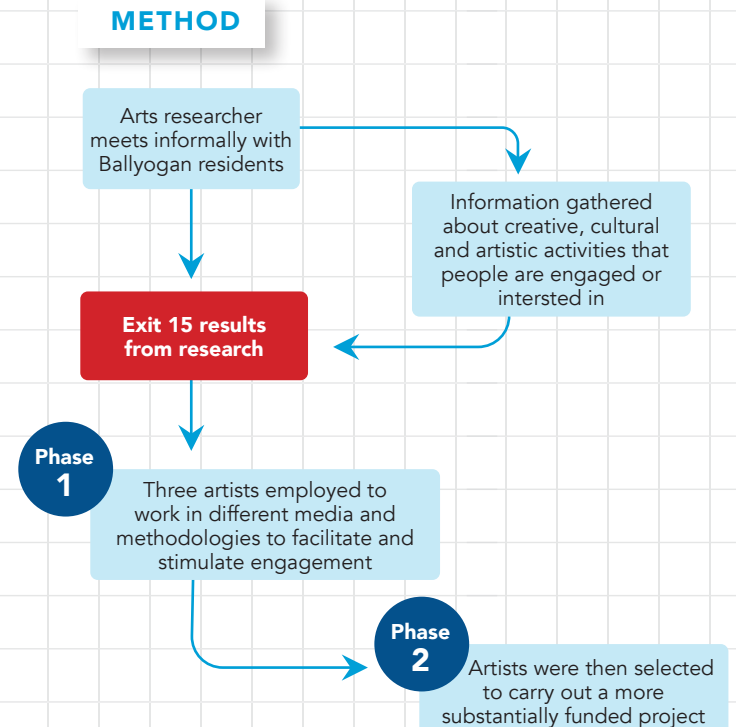 METHOD
Arts researcher
meets informally with
Ballyogan residents
Information gathered
about creative, cultural
and artistic activities that
people are engaged or
intersted in
Exit 15 results
from research
Phase
1
Three artists employed to
work in different media and
methodologies to facilitate and
stimulate engagement
Phase
2
Artists were then selected
to carry out a more
substantially funded project